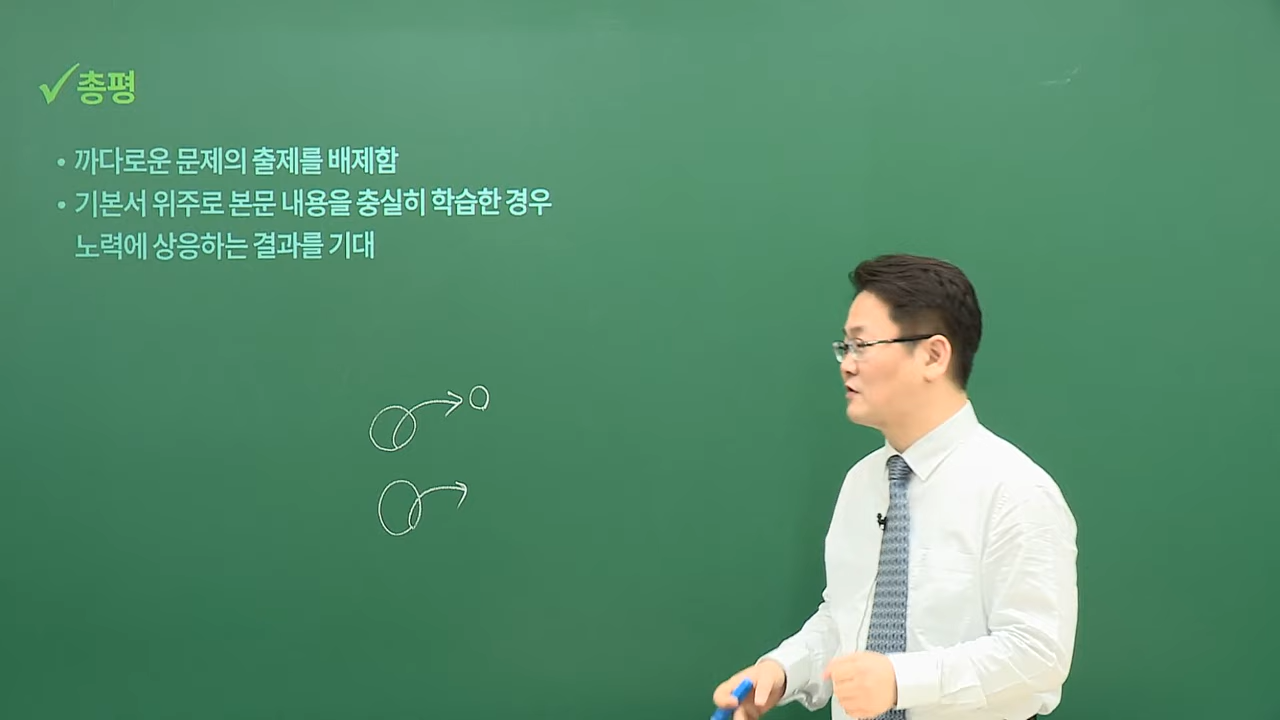 총평
• 까다로운 문제의 출제를 배제함
• 기본서 위주로 본문 내용을 충실히 학습한 경우
노력에 상응하는 결과를 기대